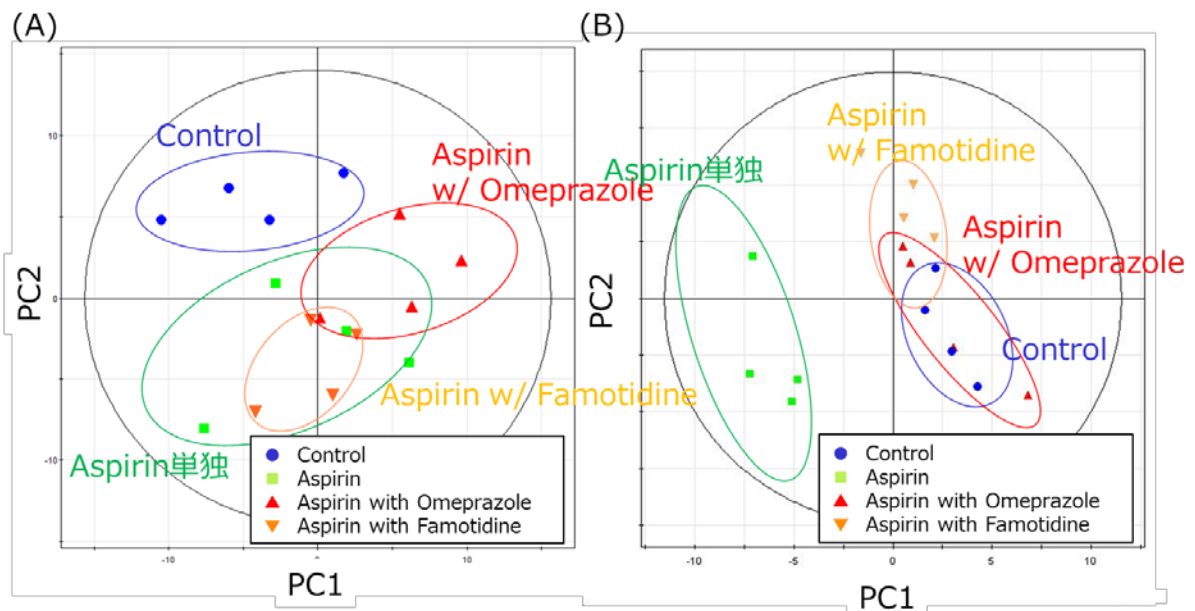 (A)
Control
Aspirin
w/ Omeprazole
10
0
-10
PC2
Aspirin w/ Famotidine
Aspirin単独
Control
Aspirin
Aspirin with Omeprazole
Aspirin with Famotidine
-10
0
10
PC1
(B)
Aspirin
w/ Famotidine
Aspirin単独
Aspirin
w/ Omeprazole
Control
PC2
Control
Aspirin
Aspirin with Omeprazole
Aspirin with Famotidine
-10
-5
0
5
10
PC1